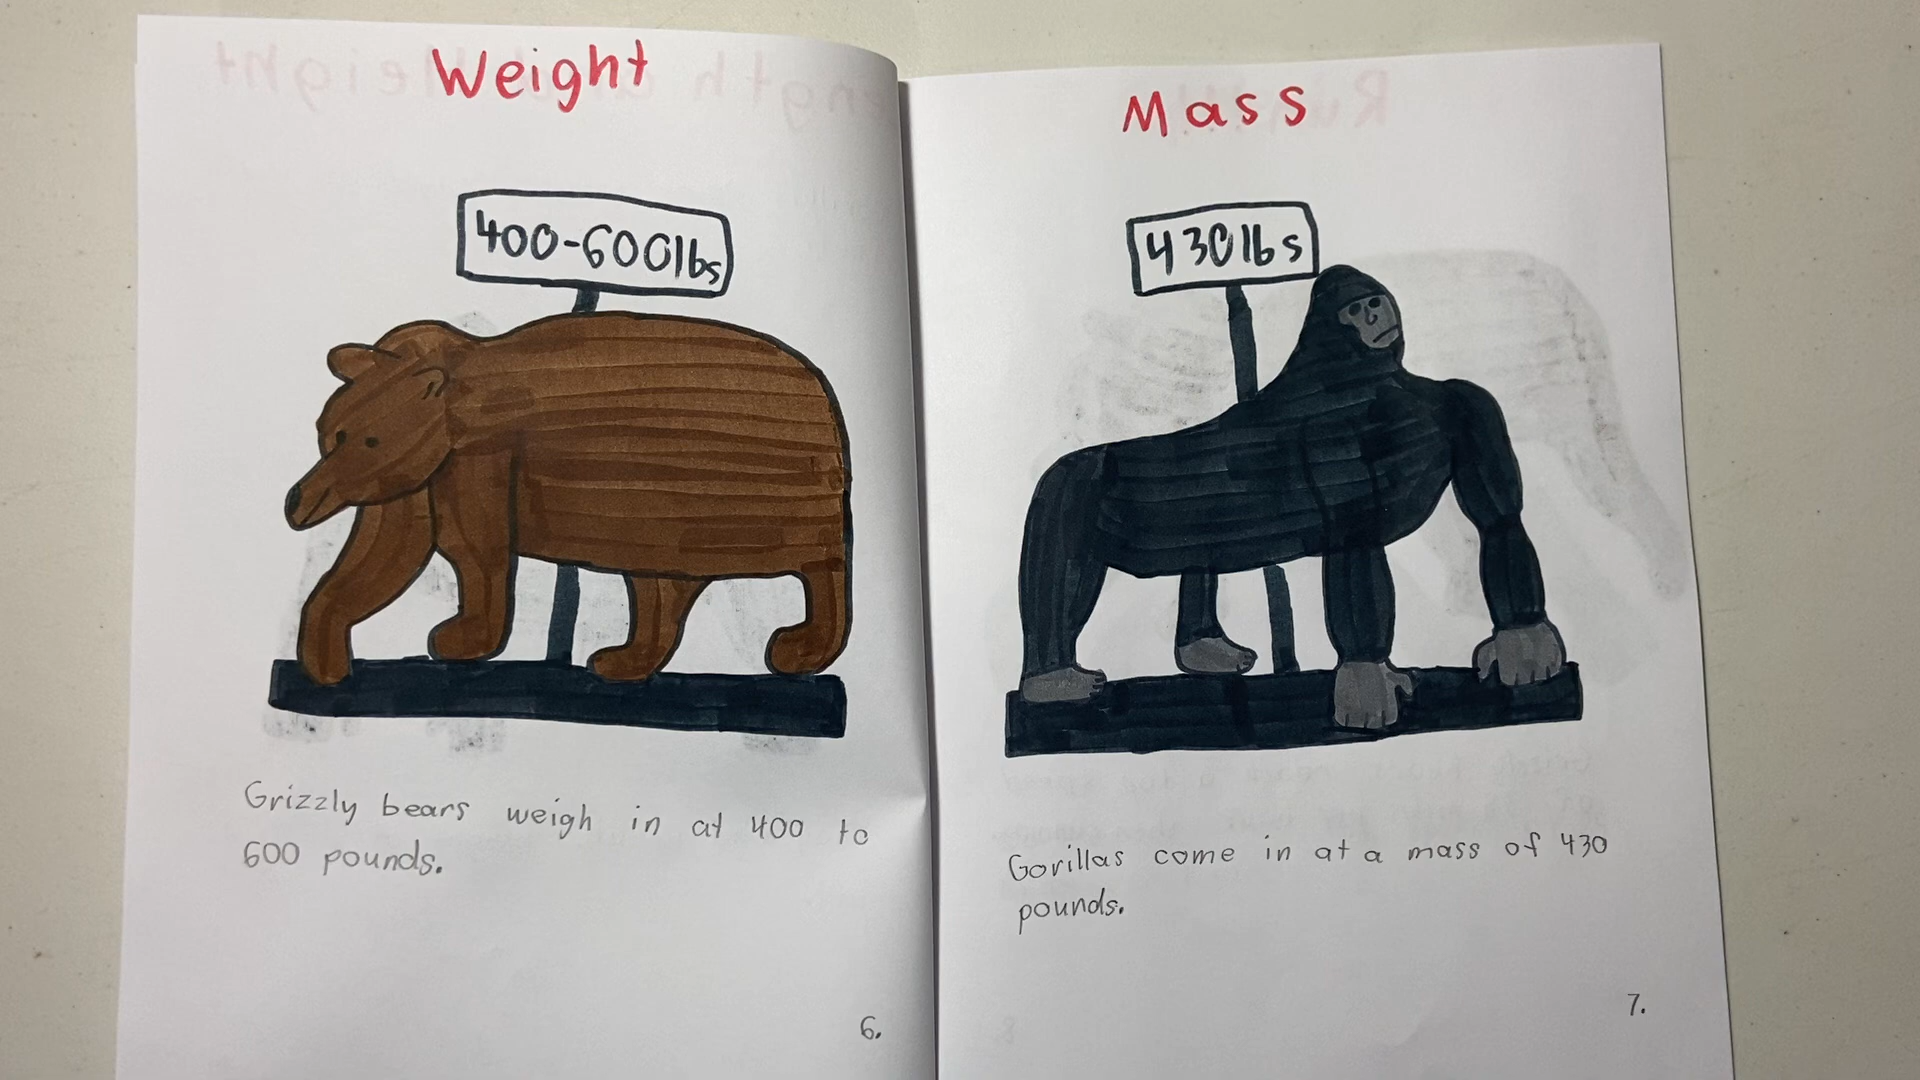 Weight
400-600lbs
Grizzly bears weigh in at 400 to
600 pounds.
6.
Mass
430lbs
Gorillas come in at a mass of 430
pounds.
7.